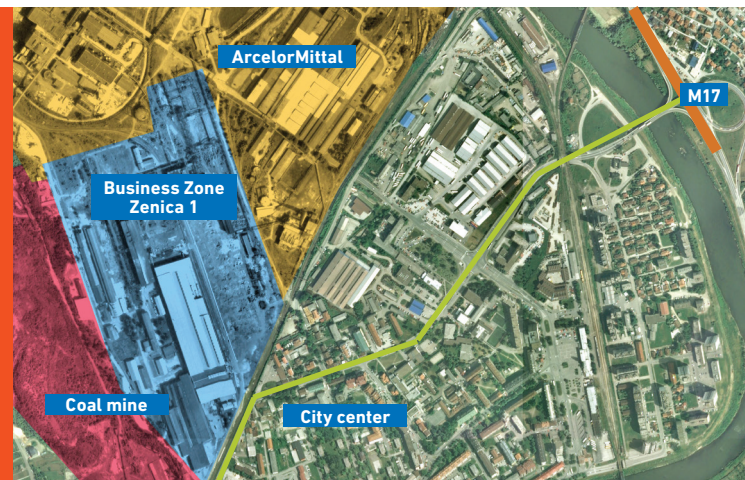 ArcelorMittal
M17
Business Zone
Zenica 1
Coal mine
City center